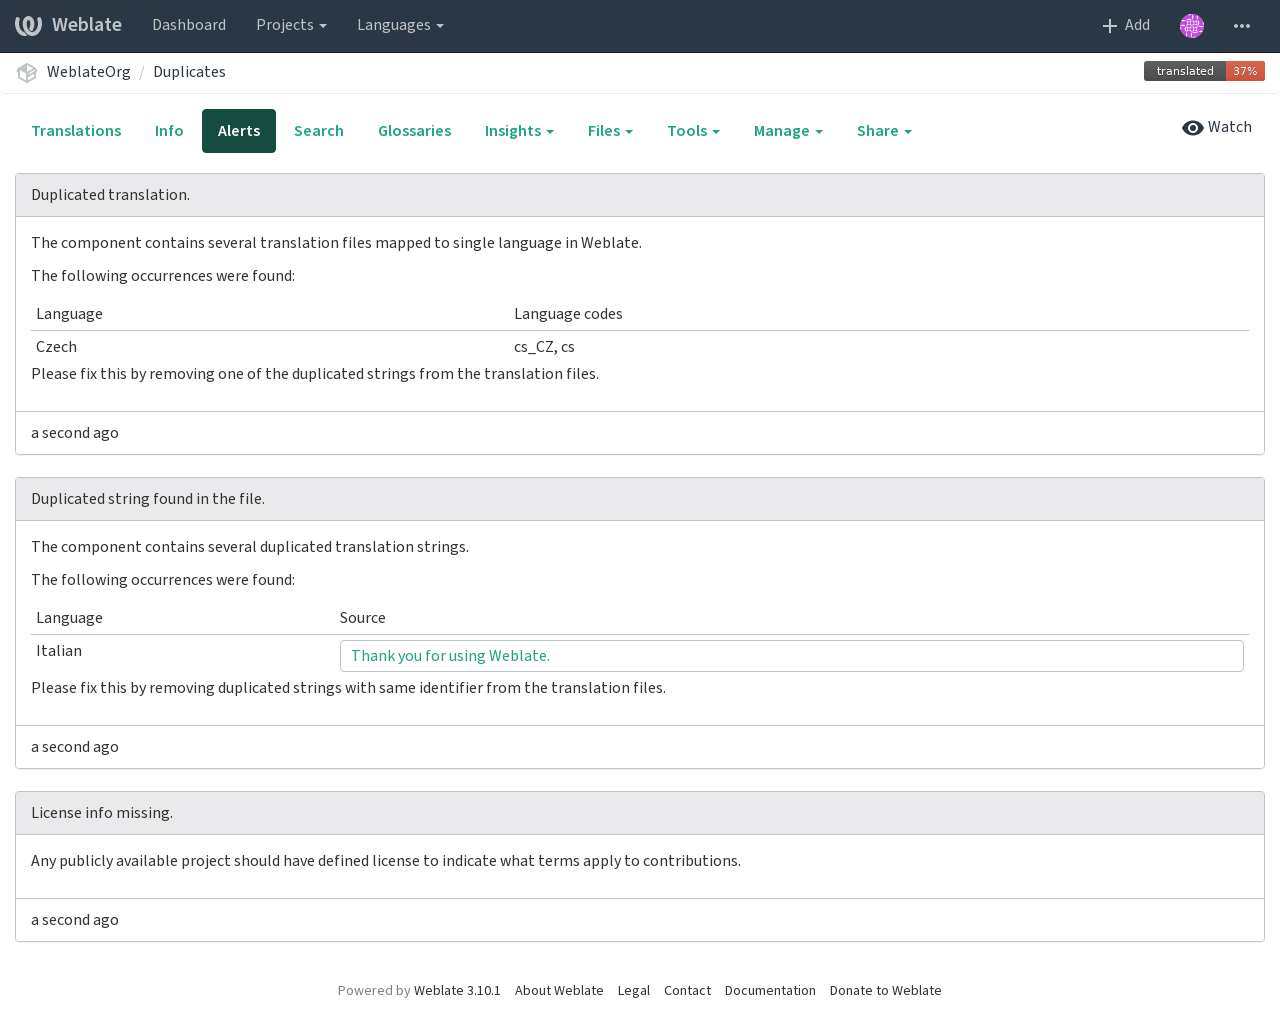 Weblate Dashboard Projects Languages Add
WeblateOrg / Duplicates translated 37%
Translations Info Alerts Search Glossaries Insights Files Tools Manage Share Watch
Duplicated translation.
The component contains several translation files mapped to single language in Weblate.
The following occurrences were found:
Language Language codes
Czech cs_CZ, cs
Please fix this by removing one of the duplicated strings from the translation files.
a second ago
Duplicated string found in the file.
The component contains several duplicated translation strings.
The following occurrences were found:
Language Source
Italian Thank you for using Weblate.
Please fix this by removing duplicated strings with same identifier from the translation files.
a second ago
License info missing.
Any publicly available project should have defined license to indicate what terms apply to contributions.
a second ago
Powered by Weblate 3.10.1 About Weblate Legal Contact Documentation Donate to Weblate